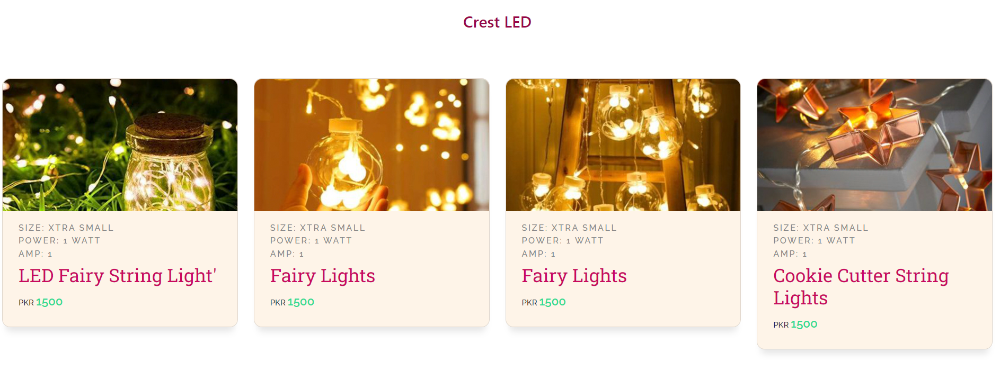 Crest LED
SIZE: XTRA SMALL
POWER: 1 WATT
AMP: 1
LED Fairy String Light'
PKR 1500
SIZE: XTRA SMALL
POWER: 1 WATT
AMP: 1
Fairy Lights
PKR 1500
SIZE: XTRA SMALL
POWER: 1 WATT
AMP: 1
Fairy Lights
PKR 1500
SIZE: XTRA SMALL
POWER: 1 WATT
AMP: 1
Cookie Cutter String
Lights
PKR 1500